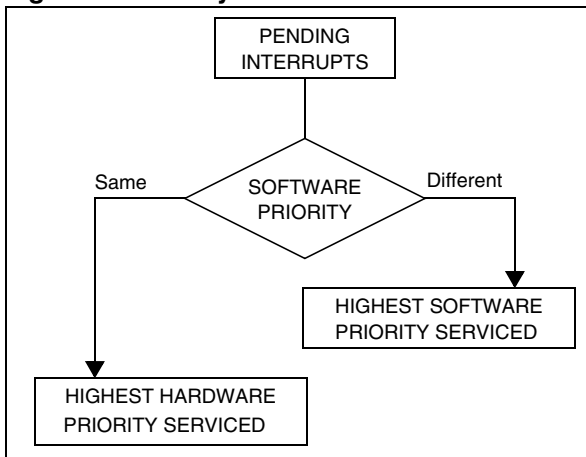 PENDING
INTERRUPTS
Same
SOFTWARE
PRIORITY
Different
HIGHEST SOFTWARE
PRIORITY SERVICED
HIGHEST HARDWARE
PRIORITY SERVICED